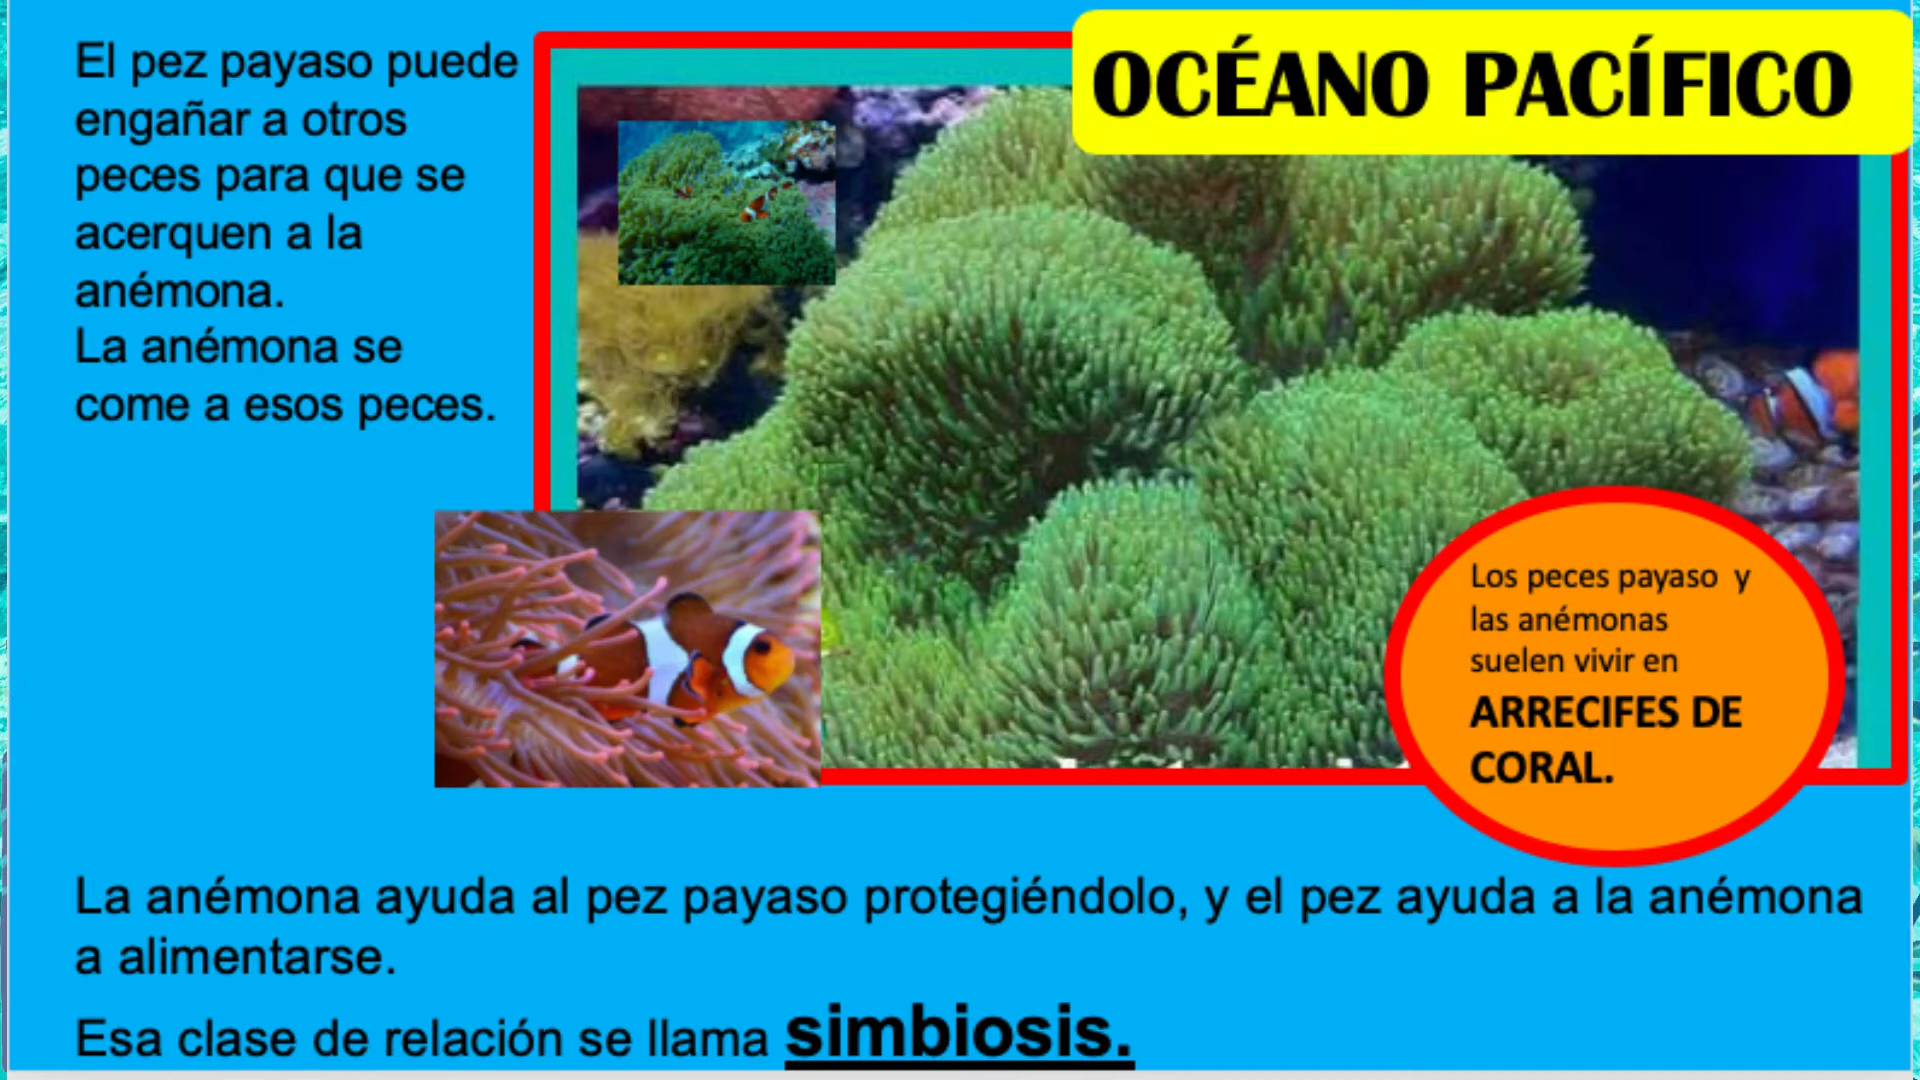 El pez payaso puede
engañar a otros
peces para que se
acerquen a la
anémona.
La anémona se
come a esos peces.
OCÉANO PACÍFICO
Los peces payaso y
las anémonas
suelen vivir en
ARRECIFES DE
CORAL.
La anémona ayuda al pez payaso protegiéndolo, y el pez ayuda a la anémona
a alimentarse.
Esa clase de relación se llama simbiosis.